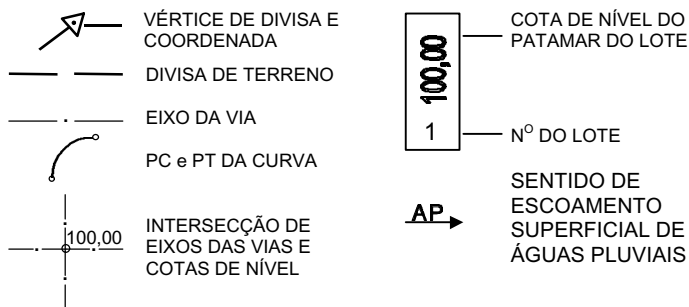 VÉRTICE DE DIVISA E
COORDENADA
DIVISA DE TERRENO
EIXO DA VIA
PC e PT DA CURVA
100,00
INTERSECÇÃO DE
EIXOS DAS VIAS E
COTAS DE NÍVEL
100,00
1
COTA DE NÍVEL DO
PATAMAR DO LOTE
Nº DO LOTE
AP
SENTIDO DE
ESCOAMENTO
SUPERFICIAL DE
ÁGUAS PLUVIAIS